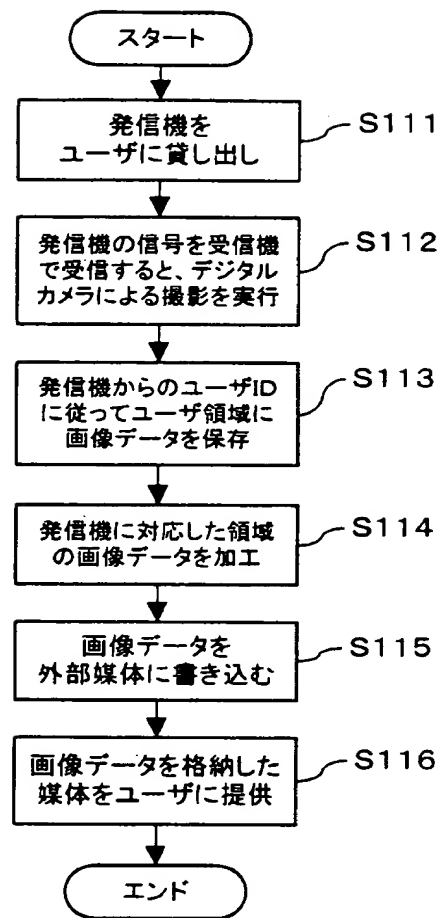 スタート
発信機を
ユーザに貸し出し
S111
発信機の信号を受信機
で受信すると、デジタル
カメラによる撮影を実行
S112
発信機からのユーザID
に従ってユーザ領域に
画像データを保存
S113
発信機に対応した領域
の画像データを加工
S114
画像データを
外部媒体に書き込む
S115
画像データを格納した
媒体をユーザに提供
S116
エンド